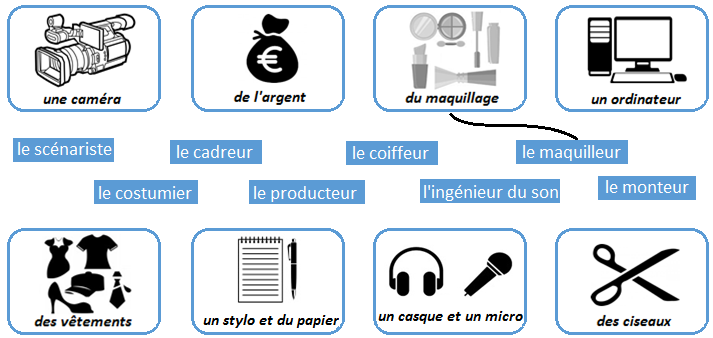 une caméra
de l'argent
du maquillage
un ordinateur
le scénariste
le cadreur
le coiffeur
le maquilleur
le costumier
le producteur
l'ingénieur du son
le monteur
des vêtements
un stylo et du papier
un casque et un micro
des ciseaux